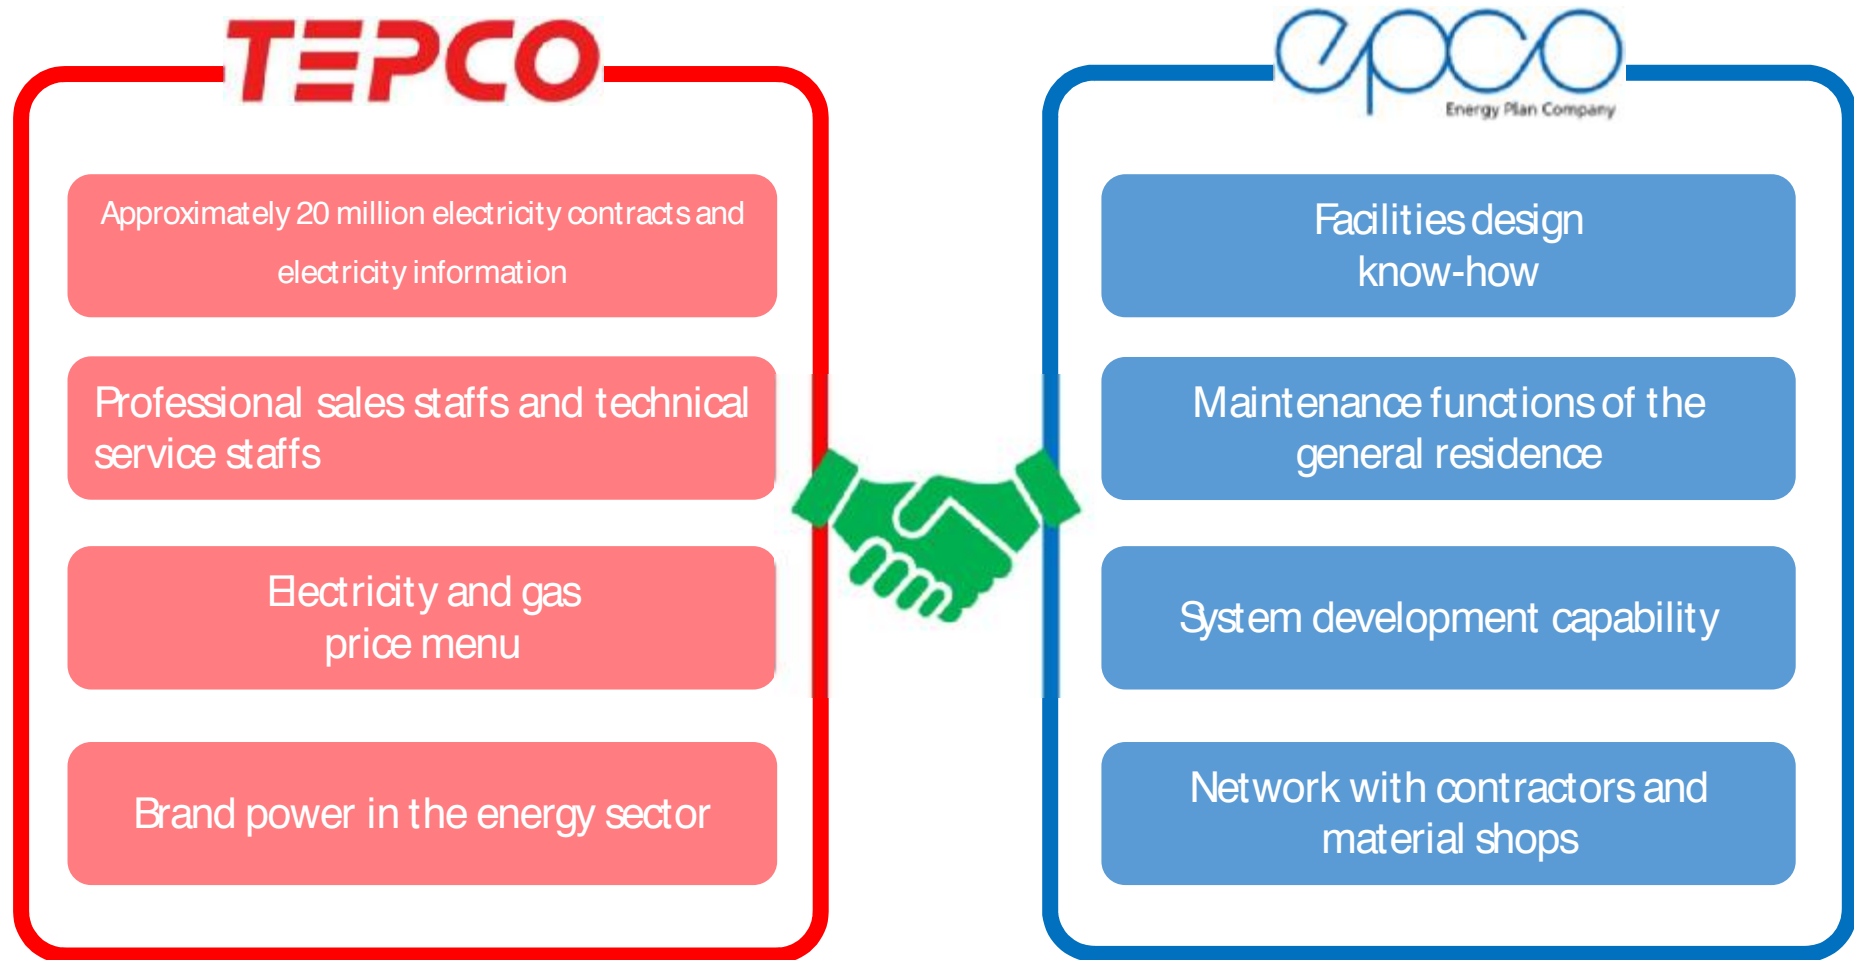 TEPCO
Approximately 20 million electricity contracts and
electricity information
Professional sales staffs and technical
service staffs
Electricity and gas
price menu
Brand power in the energy sector
epco
Energy Plan Company
Facilities design
know-how
Maintenance functions of the
general residence
System development capability
Network with contractors and
material shops